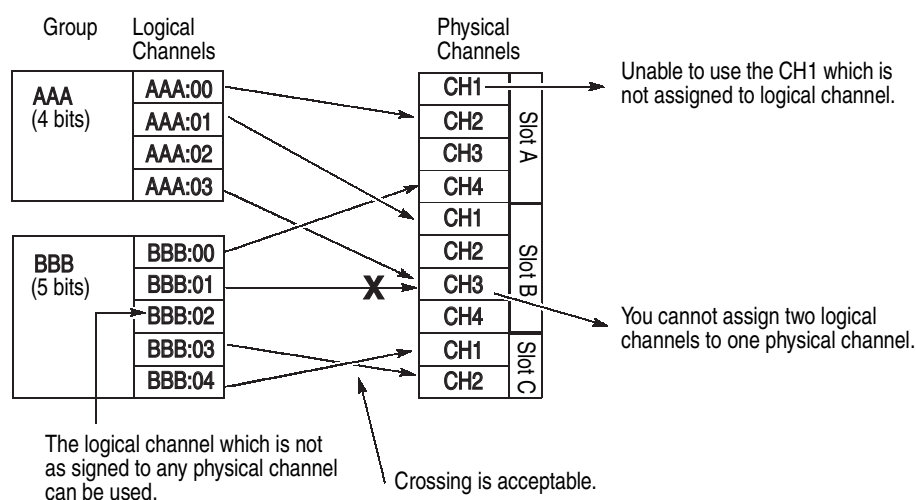 Group
Logical
Channels
Physical
Channels
AAA
(4 bits)
AAA:00
AAA:01
AAA:02
AAA:03
BBB
(5 bits)
BBB:00
BBB:01
BBB:02
BBB:03
BBB:04
CH1
CH2
CH3
CH4
Slot A
CH1
CH2
CH3
CH4
Slot B
CH1
CH2
Slot C
X
Unable to use the CH1 which is
not assigned to logical channel.
You cannot assign two logical
channels to one physical channel.
The logical channel which is not
as signed to any physical channel
can be used.
Crossing is acceptable.